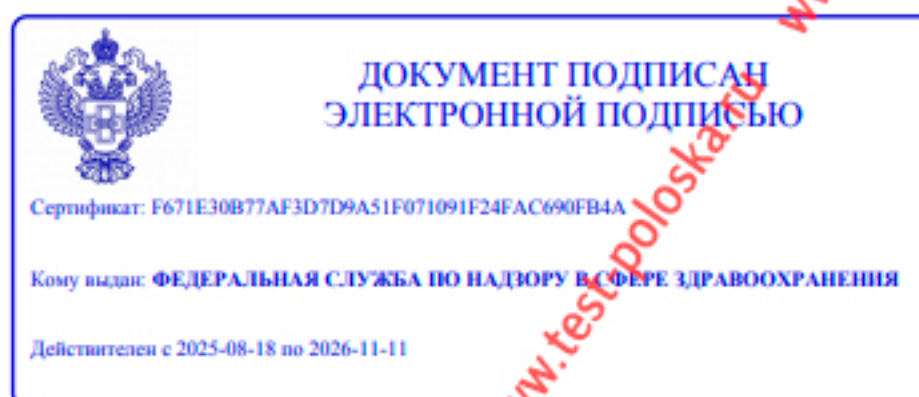 ДОКУМЕНТ ПОДПИСАН
ЭЛЕКТРОННОЙ ПОДПИСЬЮ
Сертификат: F671E30B77AF3D7D9A51F071091F24FAC690FB4A
Кому выдан: ФЕДЕРАЛЬНАЯ СЛУЖБА ПО НАДЗОРУ В СФЕРЕ ЗДРАВООХРАНЕНИЯ
Действителен с 2025-08-18 по 2026-11-11
www.test-poloska.ru